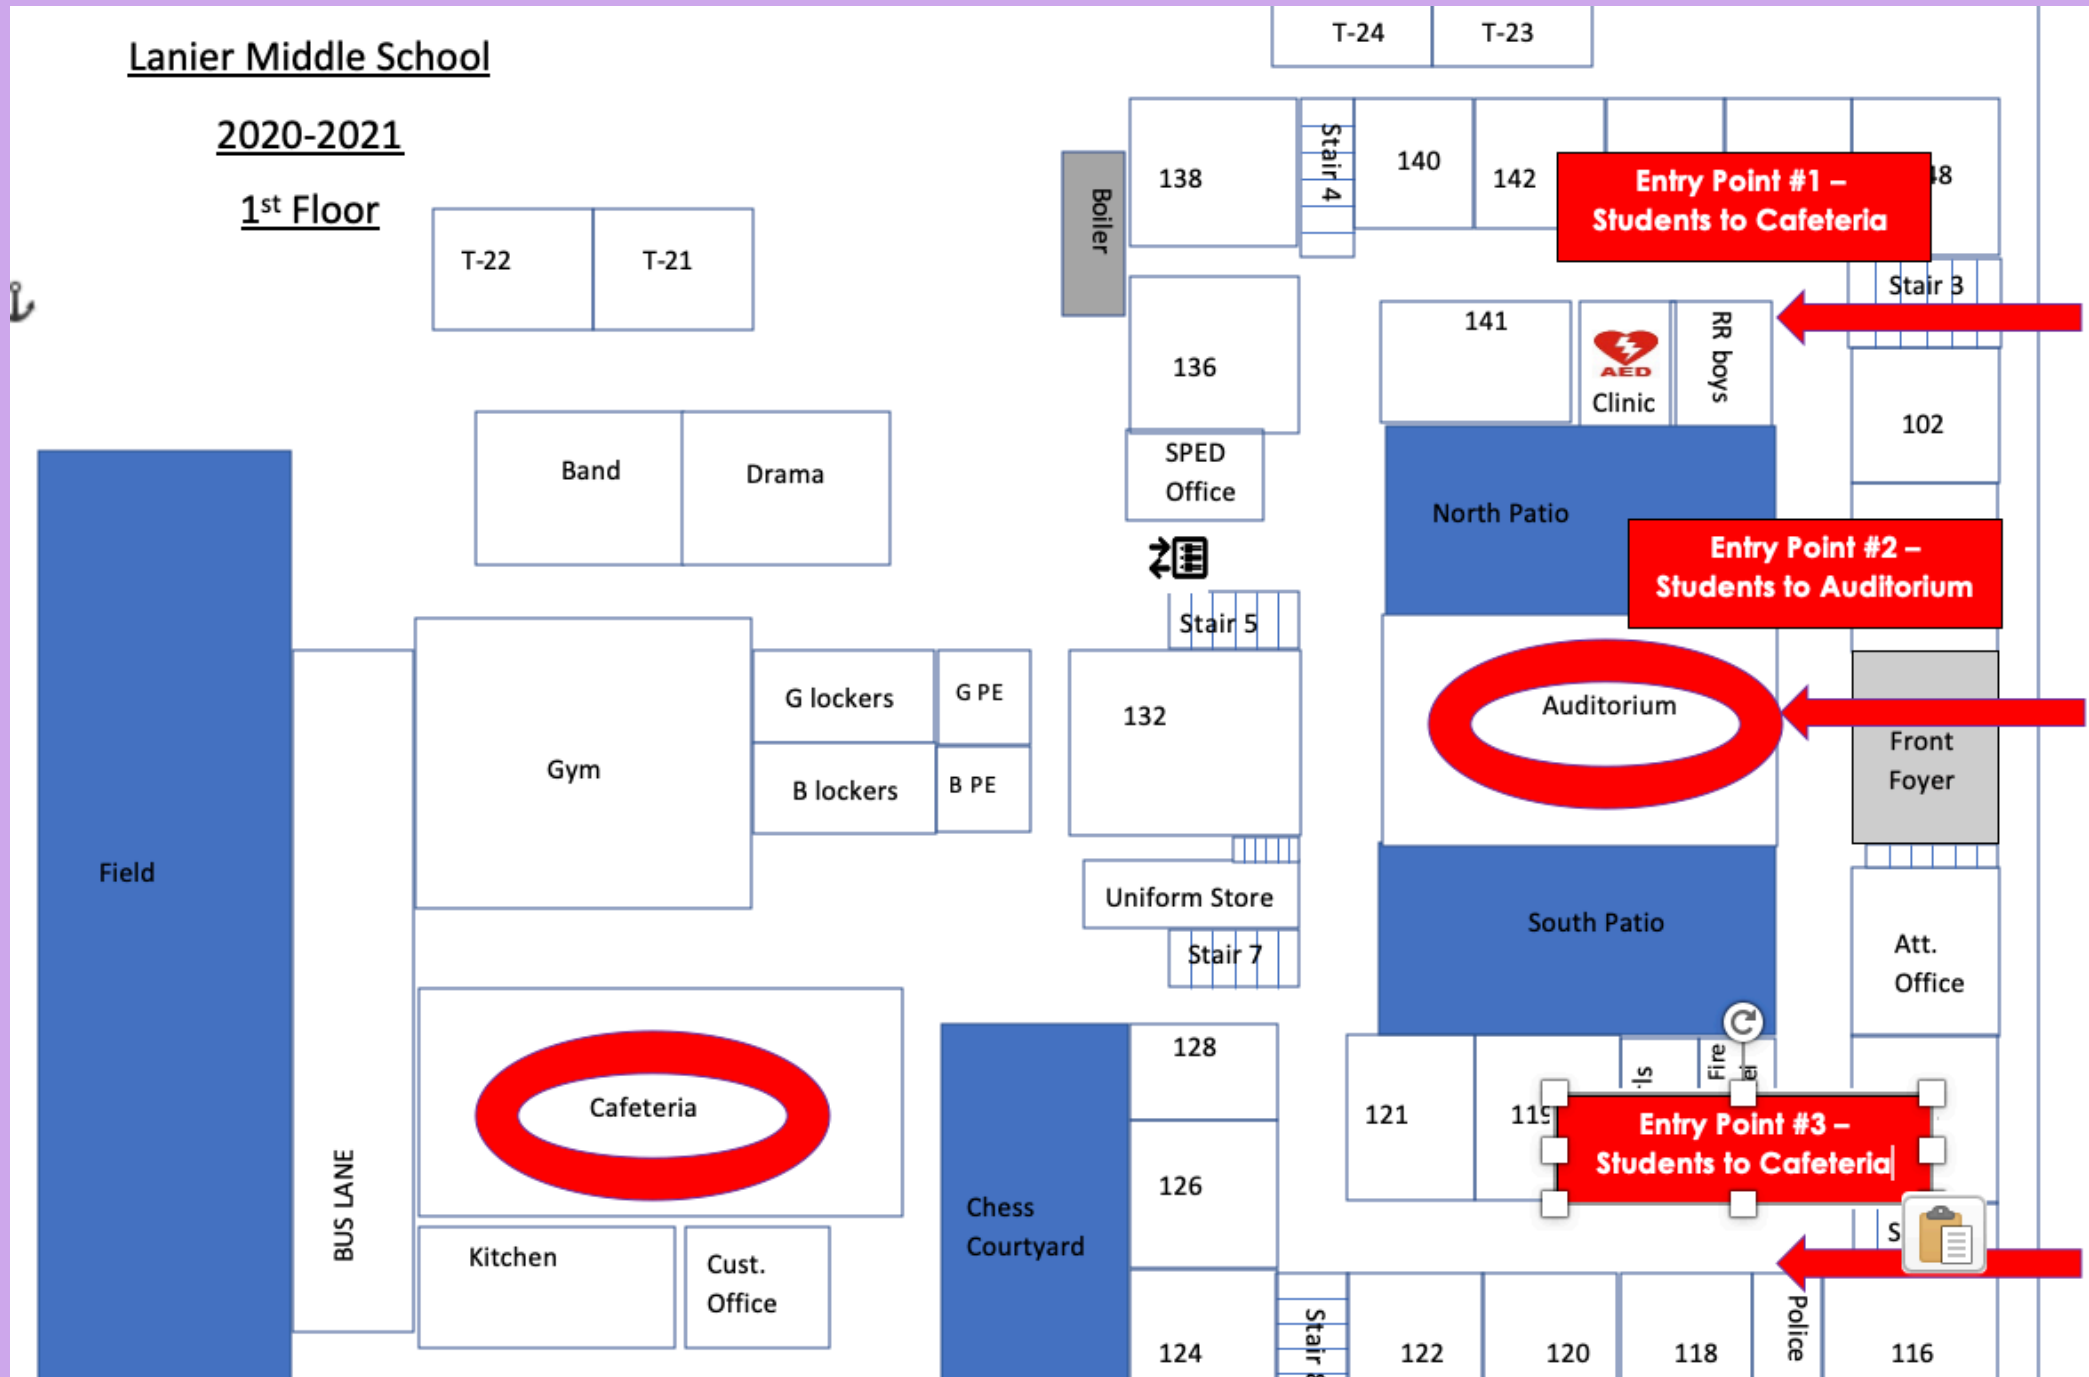 Lanier Middle School
2020-2021
1st Floor
T-24
T-23
138
Stair 4
140
142
Entry Point #1 –
Students to Cafeteria
Boiler
T-22
T-21
Stair 3
141
RR boys
AED
Clinic
136
102
SPED
Office
Band
Drama
North Patio
Entry Point #2 –
Students to Auditorium
Stair 5
G lockers
G PE
132
Auditorium
Front
Foyer
Gym
B lockers
B PE
Field
Uniform Store
South Patio
Stair 7
Att.
Office
128
Fire
Cafeteria
121
119
Entry Point #3 –
Students to Cafeteria
126
BUS LANE
Chess
Courtyard
Kitchen
Cust.
Office
124
Stair
122
120
118
Police
116